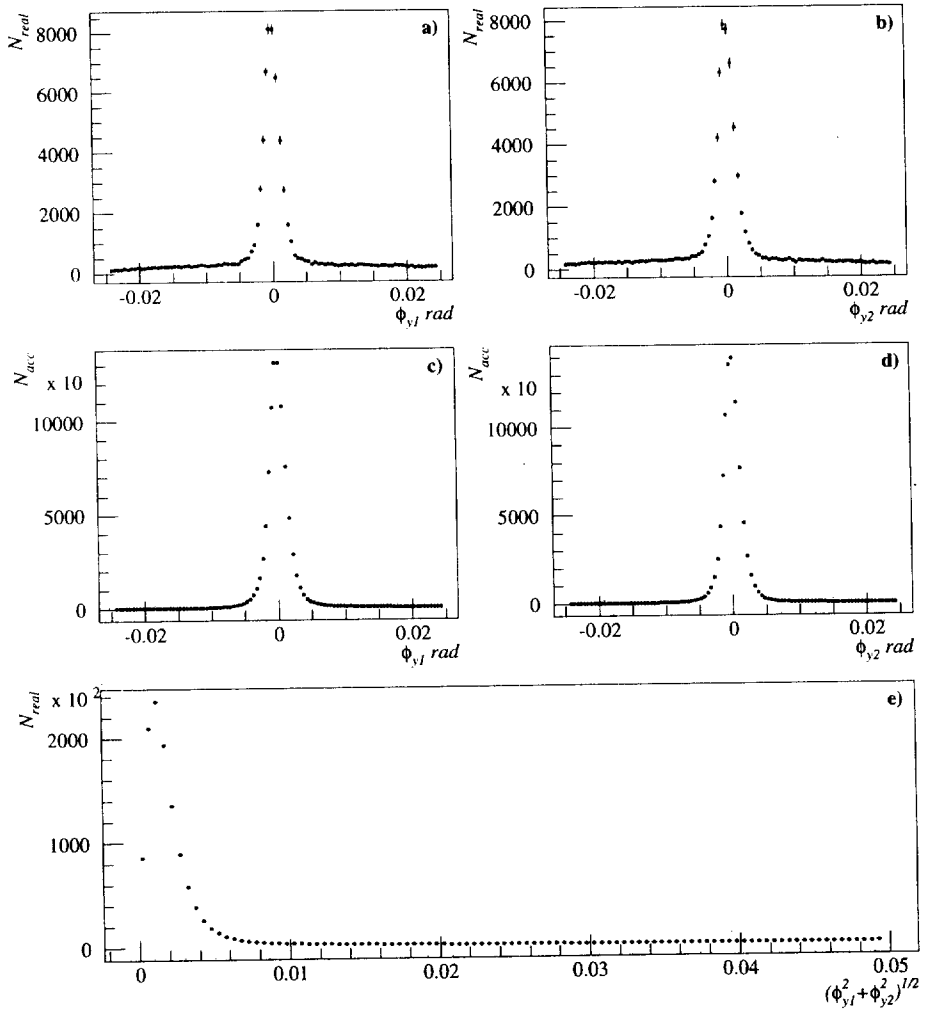 N_real
a)
8000
6000
4000
2000
0
-0.02
0
0.02
ϕ_y1 rad
N_real
b)
8000
6000
4000
2000
0
-0.02
0
0.02
ϕ_y2 rad
N_acc
c)
x 10
10000
5000
0
-0.02
0
0.02
ϕ_y1 rad
N_acc
d)
x 10
10000
5000
0
-0.02
0
0.02
ϕ_y2 rad
N_real
x 10^2
e)
2000
1000
0
0
0.01
0.02
0.03
0.04
0.05
(ϕ_y1^2+ϕ_y2^2)^1/2